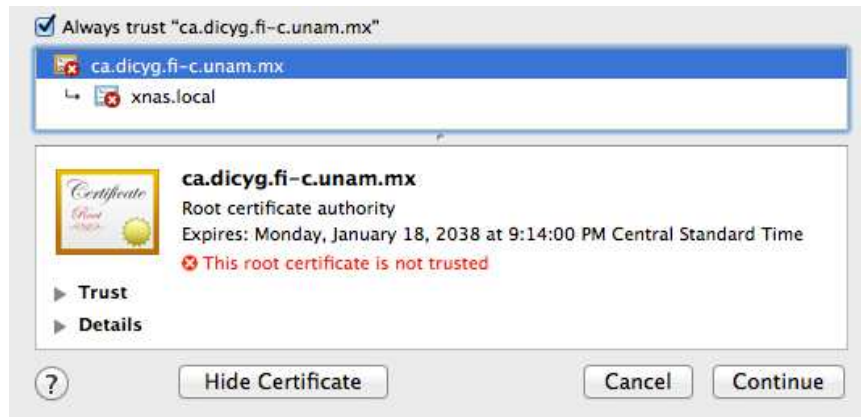 Always trust “ca.dicyg.fi-c.unam.mx”
ca.dicyg.fi-c.unam.mx
xnas.local
Certificate
Root
ca.dicyg.fi-c.unam.mx
Root certificate authority
Expires: Monday, January 18, 2038 at 9:14:00 PM Central Standard Time
This root certificate is not trusted
Trust
Details
? Hide Certificate Cancel Continue